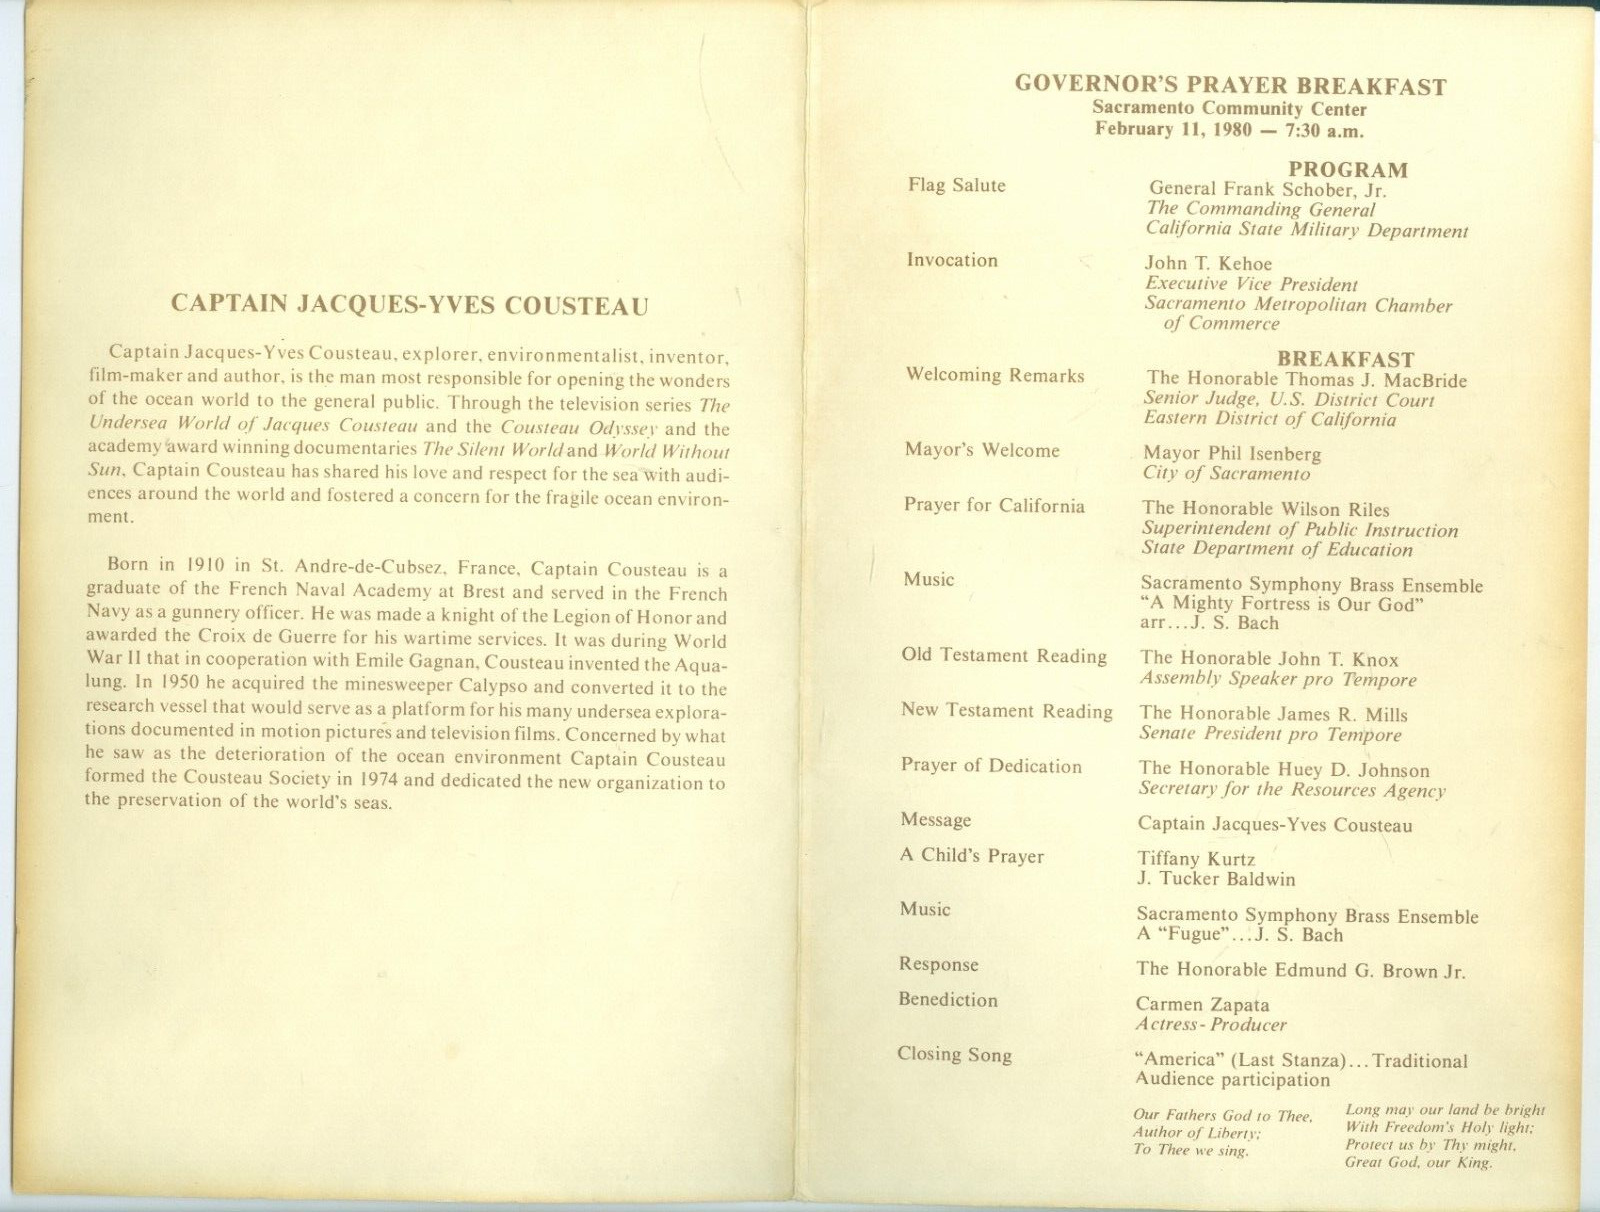 CAPTAIN JACQUES-YVES COUSTEAU
Captain Jacques-Yves Cousteau, explorer, environmentalist, inventor,
film-maker and author, is the man most responsible for opening the wonders
of the ocean world to the general public. Through the television series The
Undersea World of Jacques Cousteau and the Cousteau Odyssey and the
academy award winning documentaries The Silent World and World Without
Sun, Captain Cousteau has shared his love and respect for the sea with audi-
ences around the world and fostered a concern for the fragile ocean environ-
ment.
Born in 1910 in St. Andre-de-Cubsez, France, Captain Cousteau is a
graduate of the French Naval Academy at Brest and served in the French
Navy as a gunnery officer. He was made a knight of the Legion of Honor and
awarded the Croix de Guerre for his wartime services. It was during World
War II that in cooperation with Emile Gagnan, Cousteau invented the Aqua-
lung. In 1950 he acquired the minesweeper Calypso and converted it to the
research vessel that would serve as a platform for his many undersea explora-
tions documented in motion pictures and television films. Concerned by what
he saw as the deterioration of the ocean environment Captain Cousteau
formed the Cousteau Society in 1974 and dedicated the new organization to
the preservation of the world's seas.
GOVERNOR'S PRAYER BREAKFAST
Sacramento Community Center
February 11, 1980 — 7:30 a.m.
PROGRAM
Flag Salute General Frank Schober, Jr.
The Commanding General
California State Military Department
Invocation John T. Kehoe
Executive Vice President
Sacramento Metropolitan Chamber
of Commerce
BREAKFAST
Welcoming Remarks The Honorable Thomas J. MacBride
Senior Judge, U.S. District Court
Eastern District of California
Mayor's Welcome Mayor Phil Isenberg
City of Sacramento
Prayer for California The Honorable Wilson Riles
Superintendent of Public Instruction
State Department of Education
Music Sacramento Symphony Brass Ensemble
"A Mighty Fortress is Our God"
arr...J. S. Bach
Old Testament Reading The Honorable John T. Knox
Assembly Speaker pro Tempore
New Testament Reading The Honorable James R. Mills
Senate President pro Tempore
Prayer of Dedication The Honorable Huey D. Johnson
Secretary for the Resources Agency
Message Captain Jacques-Yves Cousteau
A Child's Prayer Tiffany Kurtz
J. Tucker Baldwin
Music Sacramento Symphony Brass Ensemble
A "Fugue"...J. S. Bach
Response The Honorable Edmund G. Brown Jr.
Benediction Carmen Zapata
Actress-Producer
Closing Song "America" (Last Stanza)...Traditional
Audience participation
Our Fathers God to Thee,
Author of Liberty;
To Thee we sing.
Long may our land be bright
With Freedom's Holy light;
Protect us by Thy might,
Great God, our King.